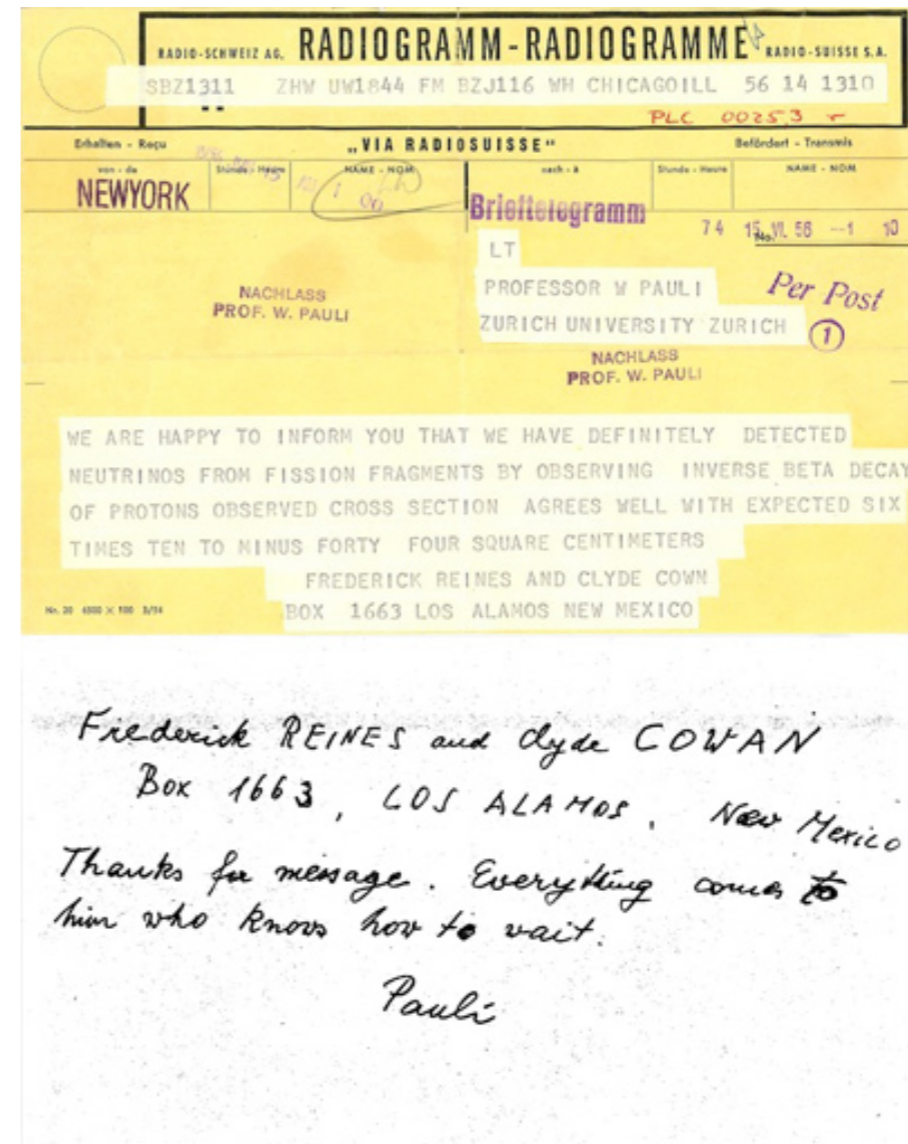 RADIO-SCHWEIZ AG. RADIOGRAMM-RADIOGRAMME RADIO-SUISSE S.A.
SBZ1311 ZHW UW1844 FM BZJ116 WH CHICAGOILL 56 14 1310
PLC 00253
Erhalten - Reçu „VIA RADIOSUISSE“ Befördert - Transmis
von - de Stunde - Heure NAME - NOM nach - à Stunde - Heure NAME - NOM
NEWYORK
Brieftelegramm
74 15.VI.56 --1 10
LT
PROFESSOR W PAULI
Per Post
NACHLASS
PROF. W. PAULI
ZURICH UNIVERSITY ZURICH
1
NACHLASS
PROF. W. PAULI
WE ARE HAPPY TO INFORM YOU THAT WE HAVE DEFINITELY DETECTED
NEUTRINOS FROM FISSION FRAGMENTS BY OBSERVING INVERSE BETA DECAY
OF PROTONS OBSERVED CROSS SECTION AGREES WELL WITH EXPECTED SIX
TIMES TEN TO MINUS FORTY FOUR SQUARE CENTIMETERS
FREDERICK REINES AND CLYDE COWN
BOX 1663 LOS ALAMOS NEW MEXICO
Frederick REINES and Clyde COWAN
Box 1663, LOS ALAMOS, New Mexico
Thanks for message. Everything comes to
him who knows how to wait.
Pauli